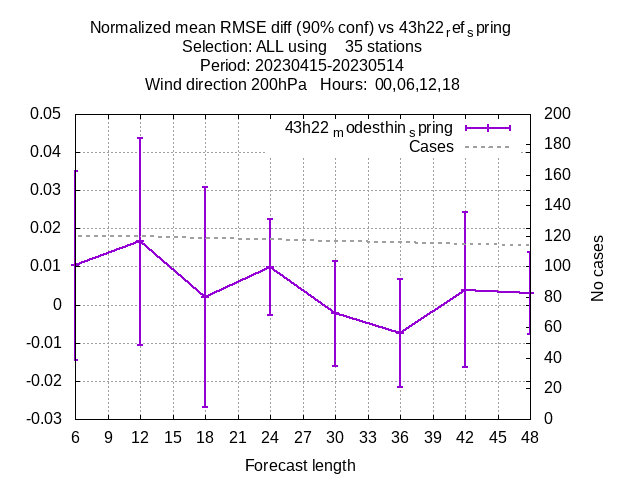 Normalized mean RMSE diff (90% conf) vs 43h22refspring
Selection: ALL using 35 stations
Period: 20230415-20230514
Wind direction 200hPa Hours: 00,06,12,18
43h22modesthinspring
Cases
0.05
0.04
0.03
0.02
0.01
0
-0.01
-0.02
-0.03
200
180
160
140
120
100
80
60
40
20
0
No cases
6 9 12 15 18 21 24 27 30 33 36 39 42 45 48
Forecast length